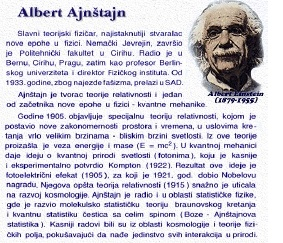 Albert Ajnštajn
Slavni teorijski fizičar, najistaknutiji stvaralac
nove epohe u fizici. Nemački Jevrejin, završio
je Politehnički fakultet u Cirihu. Radio je u
Bernu, Cirihu, Pragu, zatim kao profesor Berlin-
skog univerziteta i direktor Fizičkog instituta. Od
1933. godine, zbog najezde fašizma, prelazi u SAD.
Ajnštajn je tvorac teorije relativnosti i jedan
od začetnika nove epohe u fizici - kvantne mehanike.
Albert Einstein
(1879-1955)
Godine 1905. objavljuje specijalnu teoriju relativnosti, kojom je
postavio nove zakonomernosti prostora i vremena, u uslovima kre-
tanja vrlo velikim brzinama - bliskim brzini svetlosti. Iz ove teorije
proizašla je veza energije i mase (E = mc²). U kvantnoj mehanici
daje ideju o kvantnoj prirodi svetlosti (fotonima), koju je kasnije
i eksperimentalno potvrdio Kompton (1922). Rezultat ove ideje je
fotoelektrični efekat (1905), za koji je 1921. god. dobio Nobelovu
nagradu. Njegova opšta teorija relativnosti (1915) snažno je uticala
na razvoj kosmologije. Ajnštajn je radio i u oblasti statističke fizike,
gde je razvio molekulsko statističku teoriju braunovskog kretanja
i kvantnu statistiku čestica sa celim spinom (Boze - Ajnštajnova
statistika). Kasniji radovi bili su iz oblasti kosmologije i teorije fizi-
čkih polja, pokušavajući da nađe jedinstvo svih interakcija u prirodi.